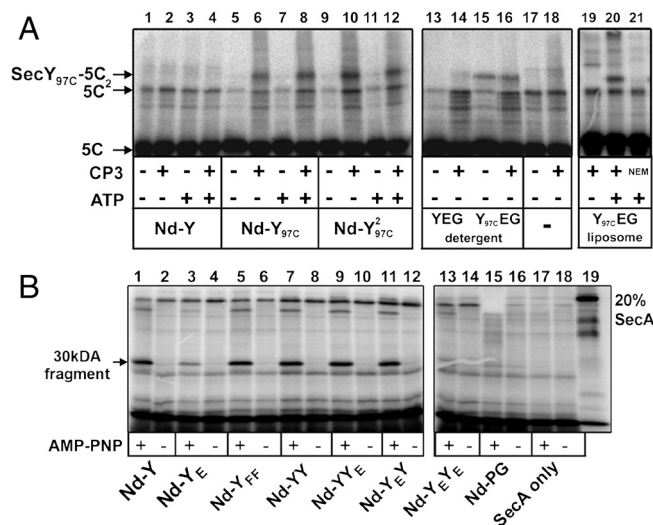 A
1 2 3 4 5 6 7 8 9 10 11 12 13 14 15 16 17 18 19 20 21
SecY97C-5C
5C2
5C
CP3 - + - + - + - + - + - + - + - + - + + + NEM
ATP - - + + - - + + - - + + + + + + + + - + +
Nd-Y Nd-Y97C Nd-Y²97C YEG Y97CEG - Y97CEG
detergent liposome
B
1 2 3 4 5 6 7 8 9 10 11 12 13 14 15 16 17 18 19
20%
SecA
30kDA
fragment
AMP-PNP + - + - + - + - + - + - + - + - + -
Nd-Y Nd-YE Nd-YFF Nd-YY Nd-YYE Nd-YEY Nd-YEYE Nd-PG SecA only